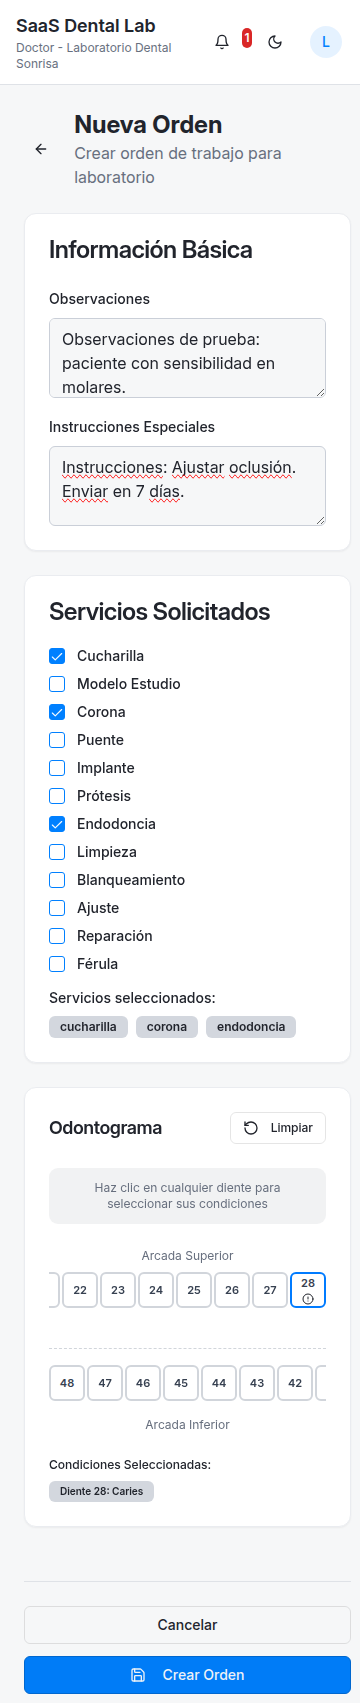 SaaS Dental Lab
Doctor - Laboratorio Dental
Sonrisa
1
L
Nueva Orden
Crear orden de trabajo para
laboratorio
Información Básica
Observaciones
Observaciones de prueba:
paciente con sensibilidad en
molares.
Instrucciones Especiales
Instrucciones: Ajustar oclusión.
Enviar en 7 días.
Servicios Solicitados
Cucharilla
Modelo Estudio
Corona
Puente
Implante
Prótesis
Endodoncia
Limpieza
Blanqueamiento
Ajuste
Reparación
Férula
Servicios seleccionados:
cucharilla corona endodoncia
Odontograma
Limpiar
Haz clic en cualquier diente para
seleccionar sus condiciones
Arcada Superior
22 23 24 25 26 27 28
48 47 46 45 44 43 42
Arcada Inferior
Condiciones Seleccionadas:
Diente 28: Caries
Cancelar
Crear Orden